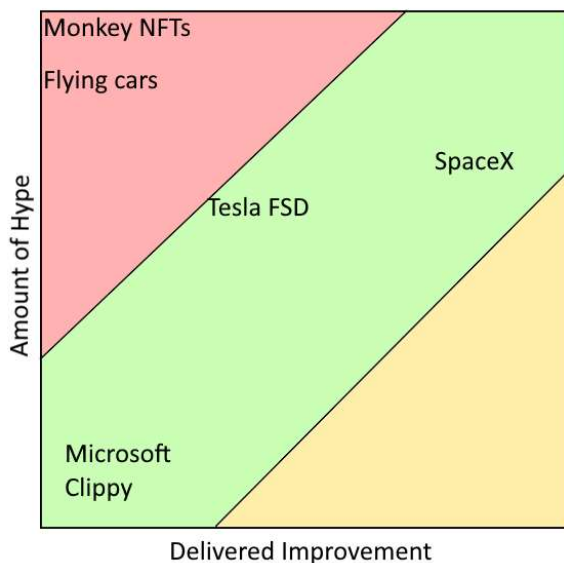 Monkey NFTs
Flying cars
SpaceX
Tesla FSD
Amount of Hype
Microsoft
Clippy
Delivered Improvement